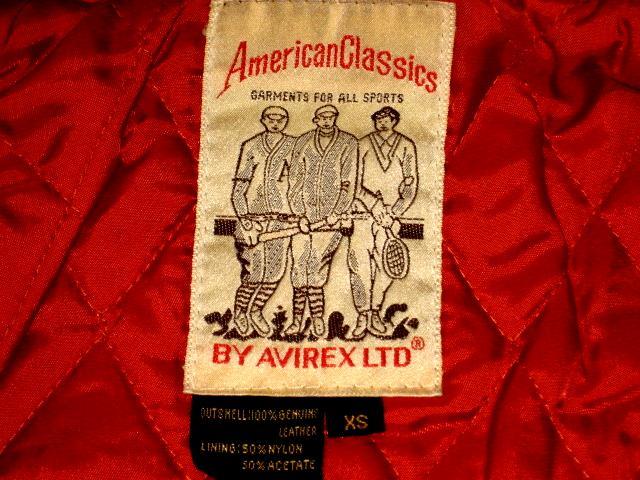 AmericanClassics
GARMENTS FOR ALL SPORTS
A
BY AVIREX LTD®
OUTSHELL:100% GENUINE
LEATHER
LINING:50% NYLON
50% ACETATE
XS